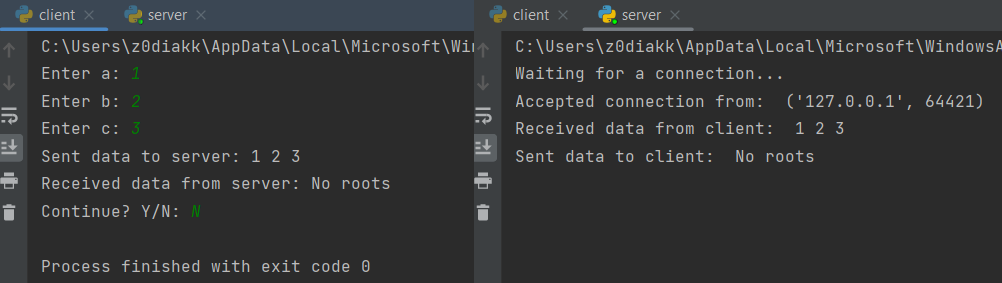 client
server
C:\Users\z0diakk\AppData\Local\Microsoft\Win
Enter a: 1
Enter b: 2
Enter c: 3
Sent data to server: 1 2 3
Received data from server: No roots
Continue? Y/N: N
Process finished with exit code 0
client
server
C:\Users\z0diakk\AppData\Local\Microsoft\WindowsA
Waiting for a connection...
Accepted connection from:  ('127.0.0.1', 64421)
Received data from client:  1 2 3
Sent data to client:  No roots